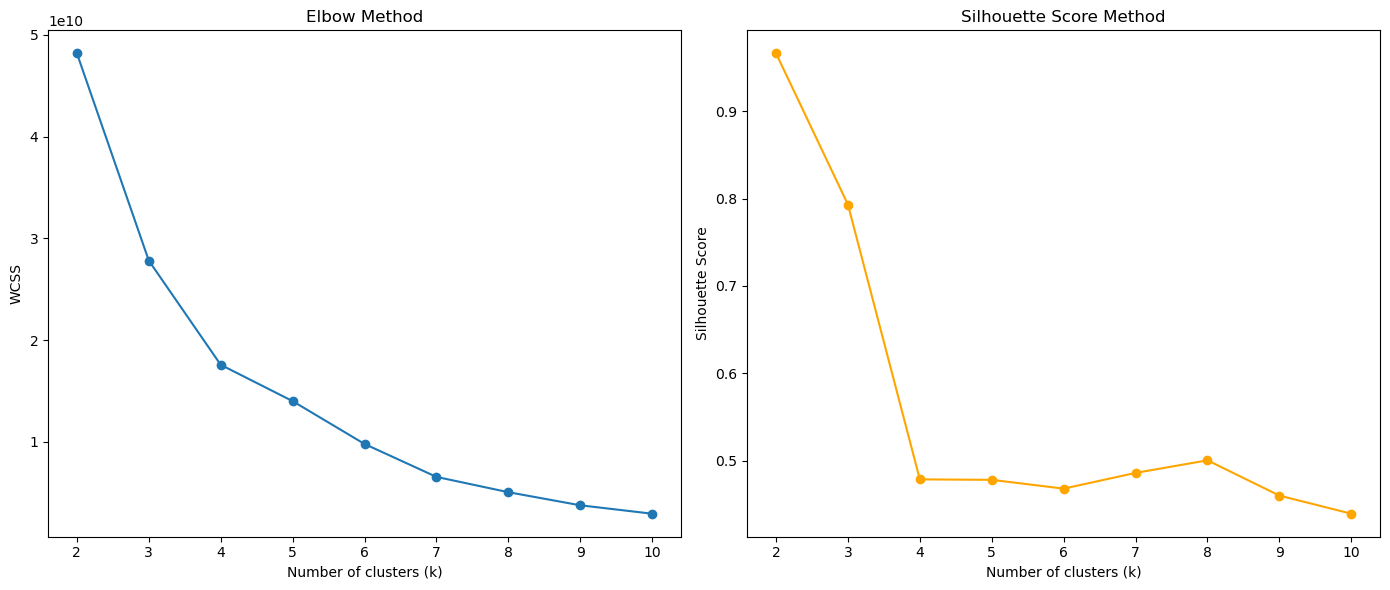 Elbow Method
1e10
5
4
3
2
1
WCSS
2 3 4 5 6 7 8 9 10
Number of clusters (k)
Silhouette Score Method
0.9
0.8
0.7
0.6
0.5
Silhouette Score
2 3 4 5 6 7 8 9 10
Number of clusters (k)